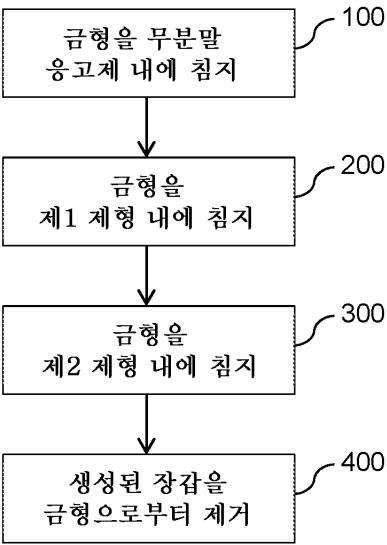 100
금형을 무분말
응고제 내에 침지
200
금형을
제1 제형 내에 침지
300
금형을
제2 제형 내에 침지
400
생성된 장갑을
금형으로부터 제거